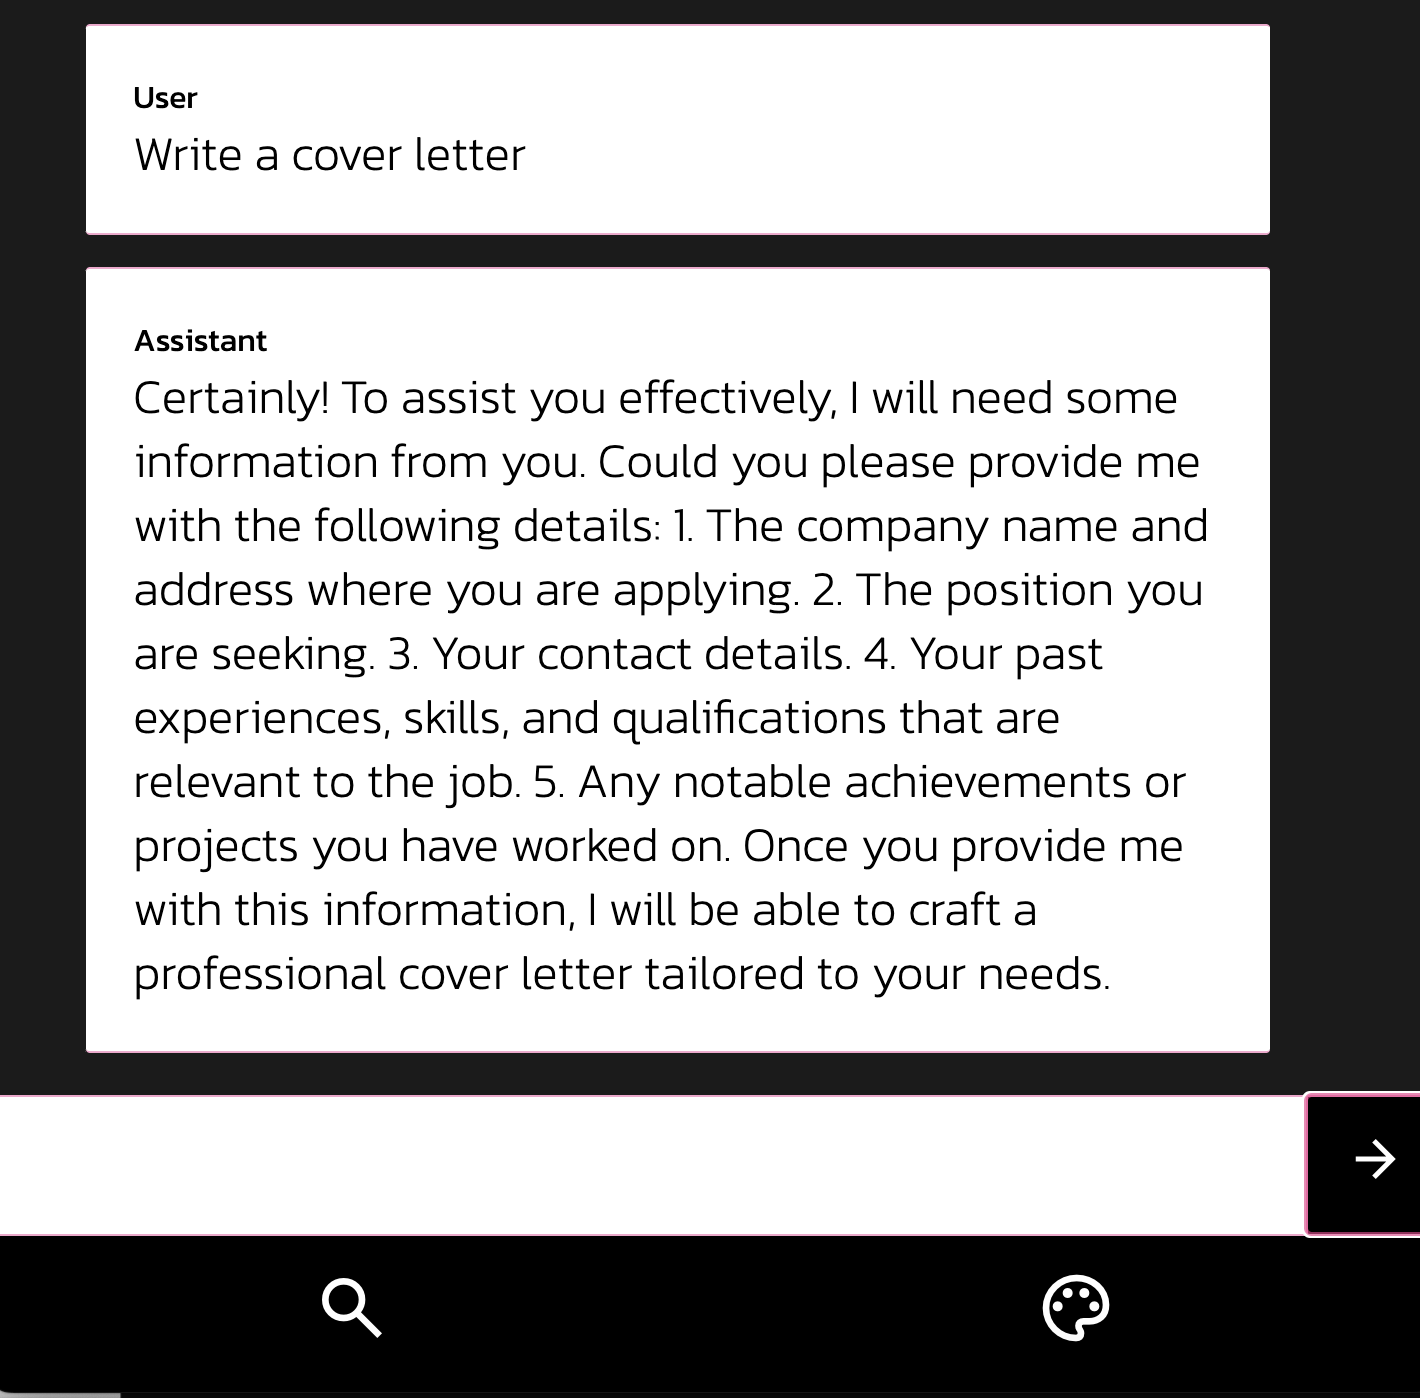 User
Write a cover letter
Assistant
Certainly! To assist you effectively, I will need some
information from you. Could you please provide me
with the following details: 1. The company name and
address where you are applying. 2. The position you
are seeking. 3. Your contact details. 4. Your past
experiences, skills, and qualifications that are
relevant to the job. 5. Any notable achievements or
projects you have worked on. Once you provide me
with this information, I will be able to craft a
professional cover letter tailored to your needs.